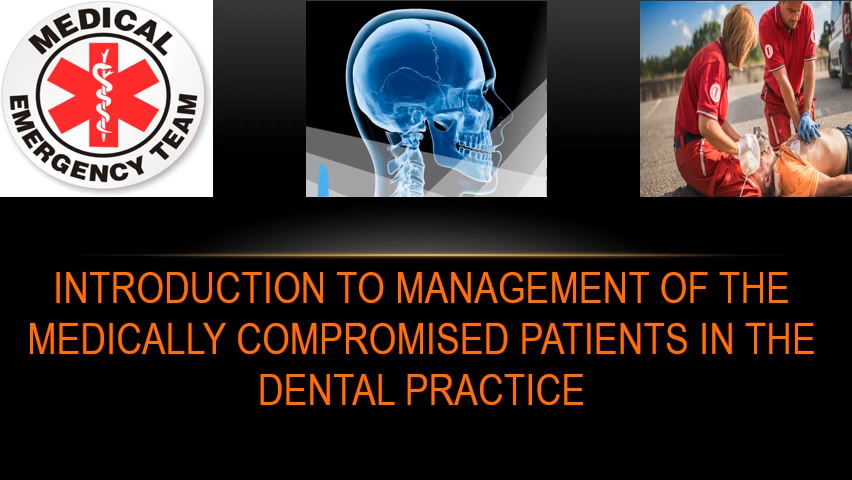 MEDICAL
EMERGENCY TEAM
INTRODUCTION TO MANAGEMENT OF THE
MEDICALLY COMPROMISED PATIENTS IN THE
DENTAL PRACTICE